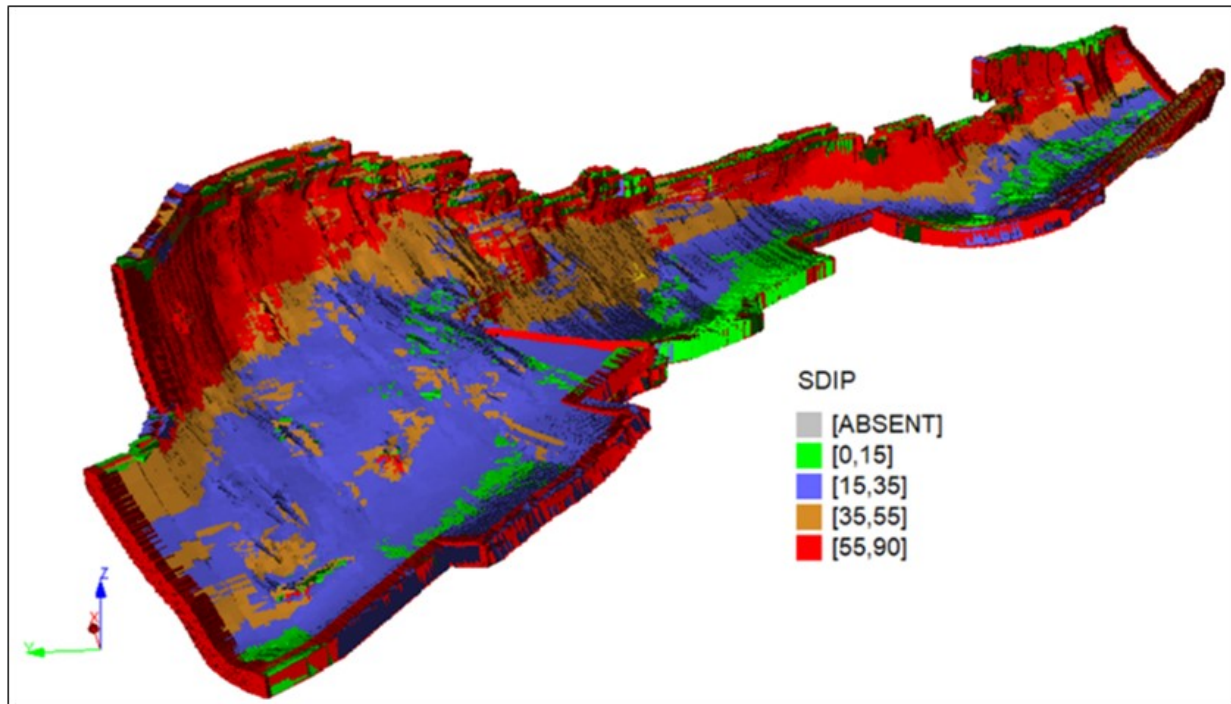 SDIP
[ABSENT]
[0,15]
[15,35]
[35,55]
[55,90]
Z
X
Y